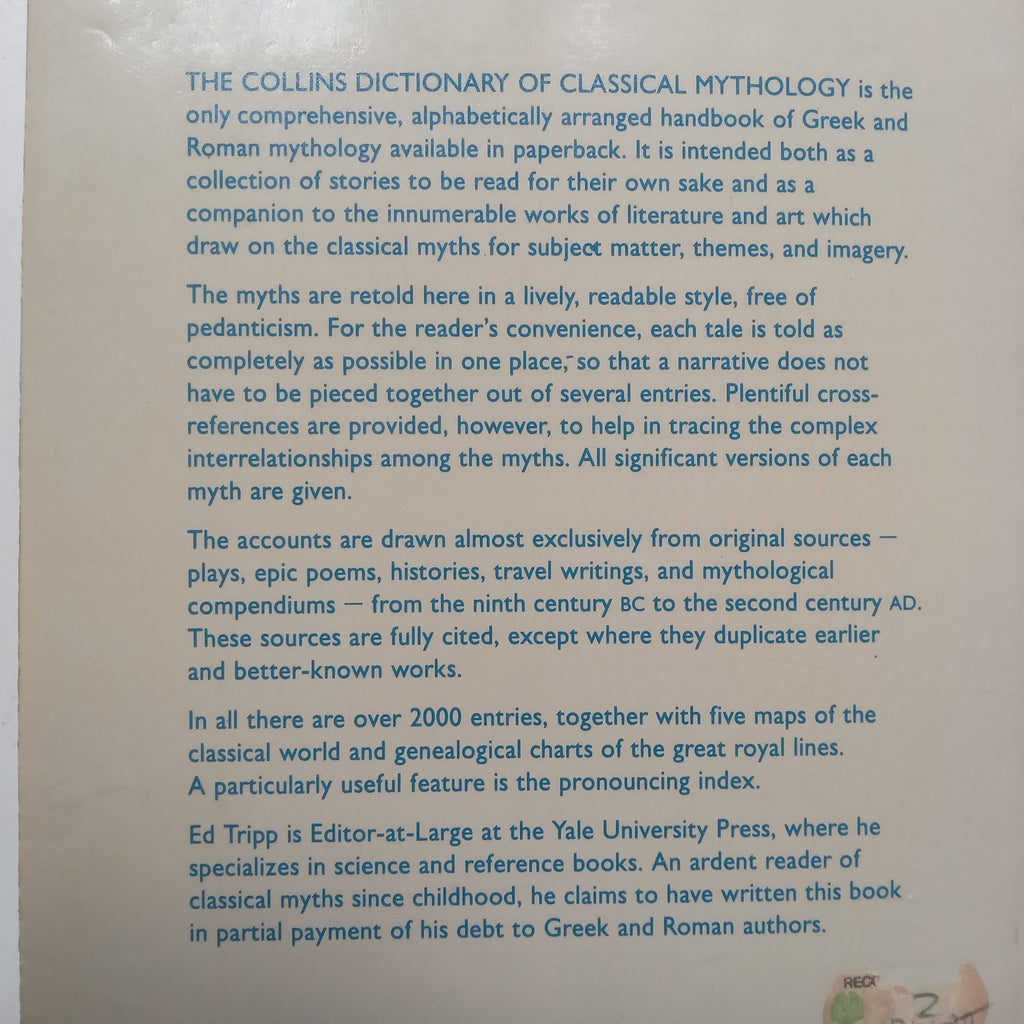 THE COLLINS DICTIONARY OF CLASSICAL MYTHOLOGY is the
only comprehensive, alphabetically arranged handbook of Greek and
Roman mythology available in paperback. It is intended both as a
collection of stories to be read for their own sake and as a
companion to the innumerable works of literature and art which
draw on the classical myths for subject matter, themes, and imagery.
The myths are retold here in a lively, readable style, free of
pedanticism. For the reader's convenience, each tale is told as
completely as possible in one place, so that a narrative does not
have to be pieced together out of several entries. Plentiful cross-
references are provided, however, to help in tracing the complex
interrelationships among the myths. All significant versions of each
myth are given.
The accounts are drawn almost exclusively from original sources —
plays, epic poems, histories, travel writings, and mythological
compendiums — from the ninth century BC to the second century AD.
These sources are fully cited, except where they duplicate earlier
and better-known works.
In all there are over 2000 entries, together with five maps of the
classical world and genealogical charts of the great royal lines.
A particularly useful feature is the pronouncing index.
Ed Tripp is Editor-at-Large at the Yale University Press, where he
specializes in science and reference books. An ardent reader of
classical myths since childhood, he claims to have written this book
in partial payment of his debt to Greek and Roman authors.
2